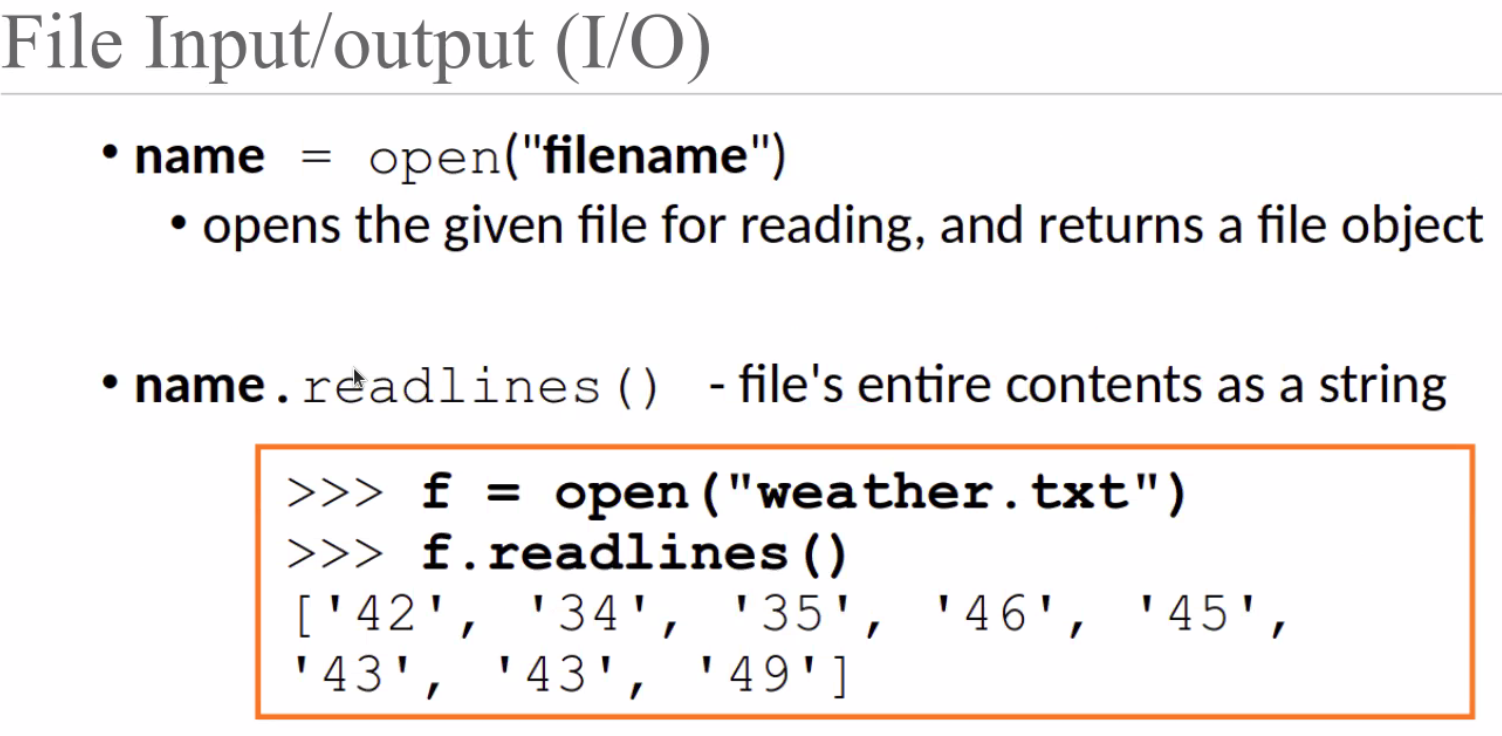 File Input/output (I/O)
• name = open("filename")
• opens the given file for reading, and returns a file object
• name.readlines() - file's entire contents as a string
>>> f = open("weather.txt")
>>> f.readlines()
['42', '34', '35', '46', '45',
'43', '43', '49']